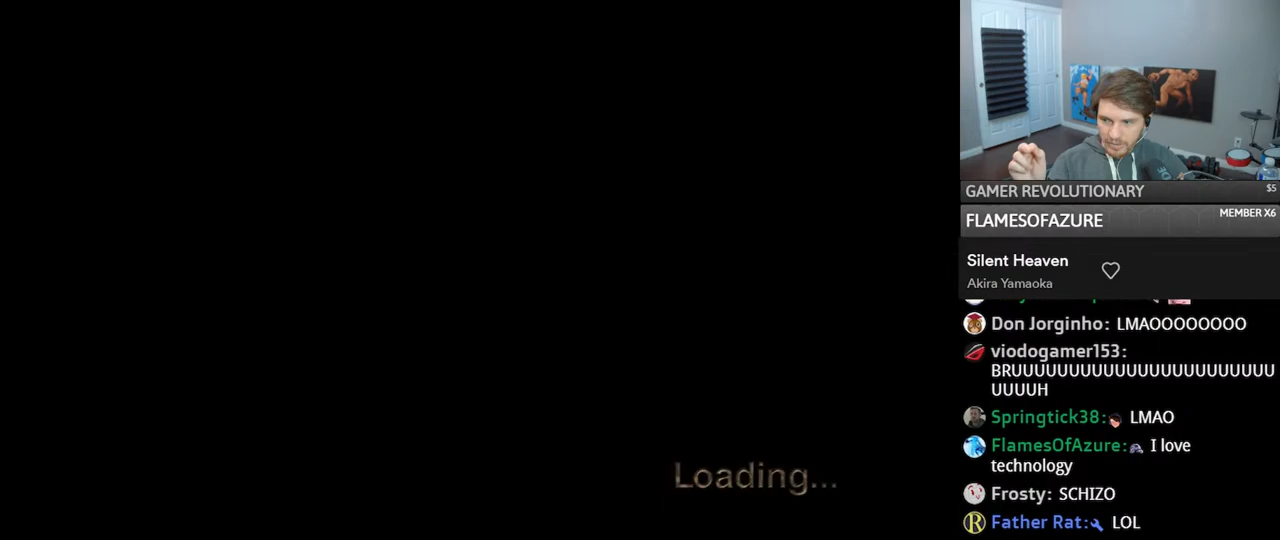 GAMER REVOLUTIONARY $5
FLAMESOFAZURE MEMBER X6
Silent Heaven
Akira Yamaoka
Don Jorginho: LMAOOOOOOOO
viodogamer153:
BRUUUUUUUUUUUUUUUUUUUUUUU
UUUUH
Springtick38: LMAO
FlamesOfAzure: I love
technology
Frosty: SCHIZO
Father Rat: LOL
Loading...